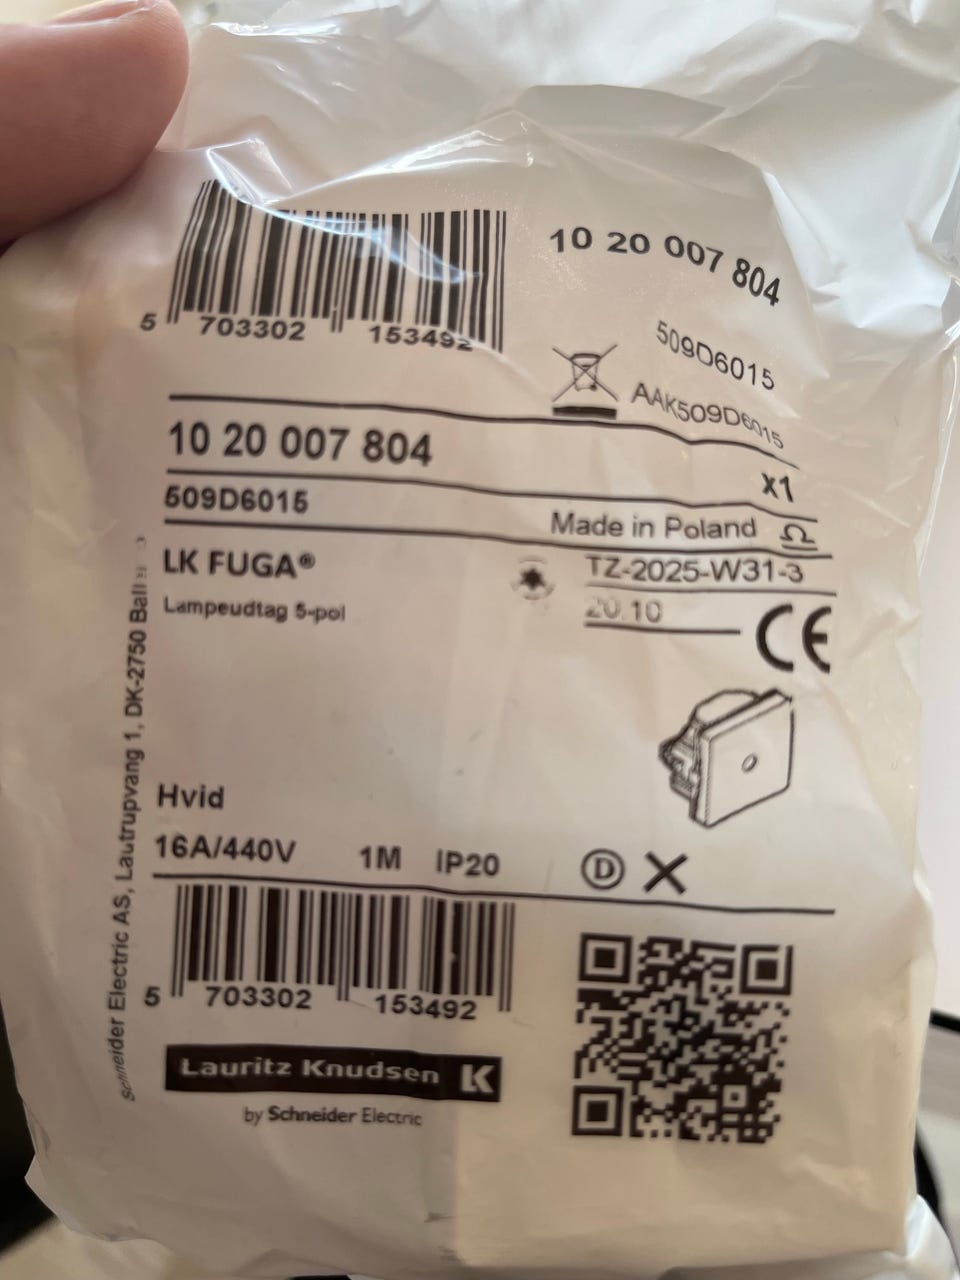 5 703302 153492
10 20 007 804
509D6015
AAK509D6015
10 20 007 804
x1
509D6015
Made in Poland
LK FUGA®
TZ-2025-W31-3
Lampeudtag 5-pol
20.10
CE
Schneider Electric AS, Lautrupvang 1, DK-2750
Hvid
16A/440V 1M IP20 D
5 703302 153492
Lauritz Knudsen LK
by Schneider Electric